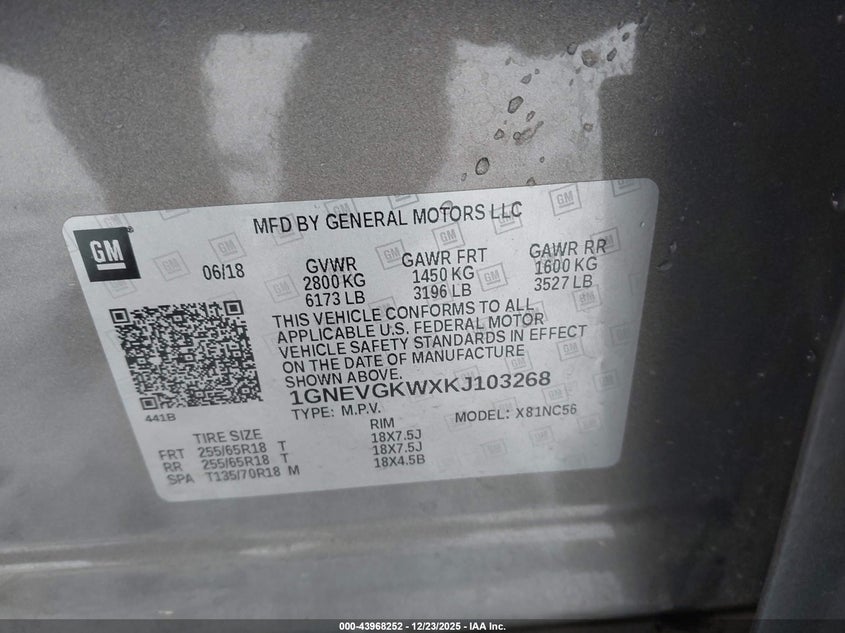 MFD BY GENERAL MOTORS LLC
GM
06/18
GVWR GAWR FRT GAWR RR
2800 KG 1450 KG 1600 KG
6173 LB 3196 LB 3527 LB
THIS VEHICLE CONFORMS TO ALL
APPLICABLE U.S. FEDERAL MOTOR
VEHICLE SAFETY STANDARDS IN EFFECT
ON THE DATE OF MANUFACTURE
SHOWN ABOVE.
1GNEVGKWXKJ103268
441B
TYPE: M.P.V. MODEL: X81NC56
TIRE SIZE RIM
FRT 255/65R18 T 18X7.5J
RR 255/65R18 T 18X7.5J
SPA T135/70R18 M 18X4.5B
000-43968252 - 12/23/2025 - IAA Inc.